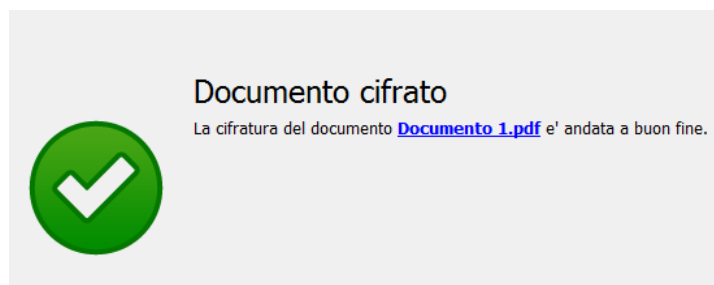 Documento cifrato
La cifratura del documento Documento 1.pdf e' andata a buon fine.